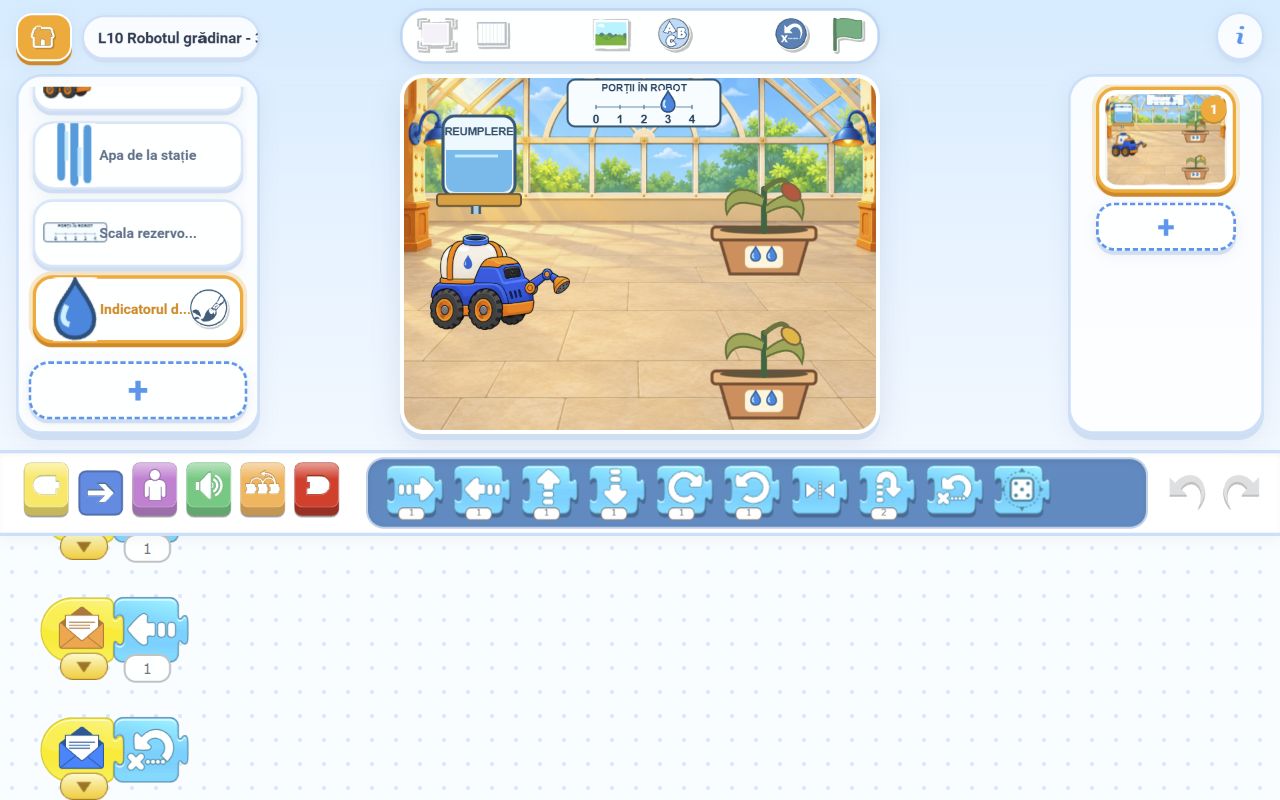 L10 Robotul grădinar -
i
PORȚII ÎN ROBOT
0 1 2 3 4
REUMPLERE
1
Apa de la stație
Scala rezervo...
Indicatorul d...
+
+
1 1 1 1 1 1 2
1
1